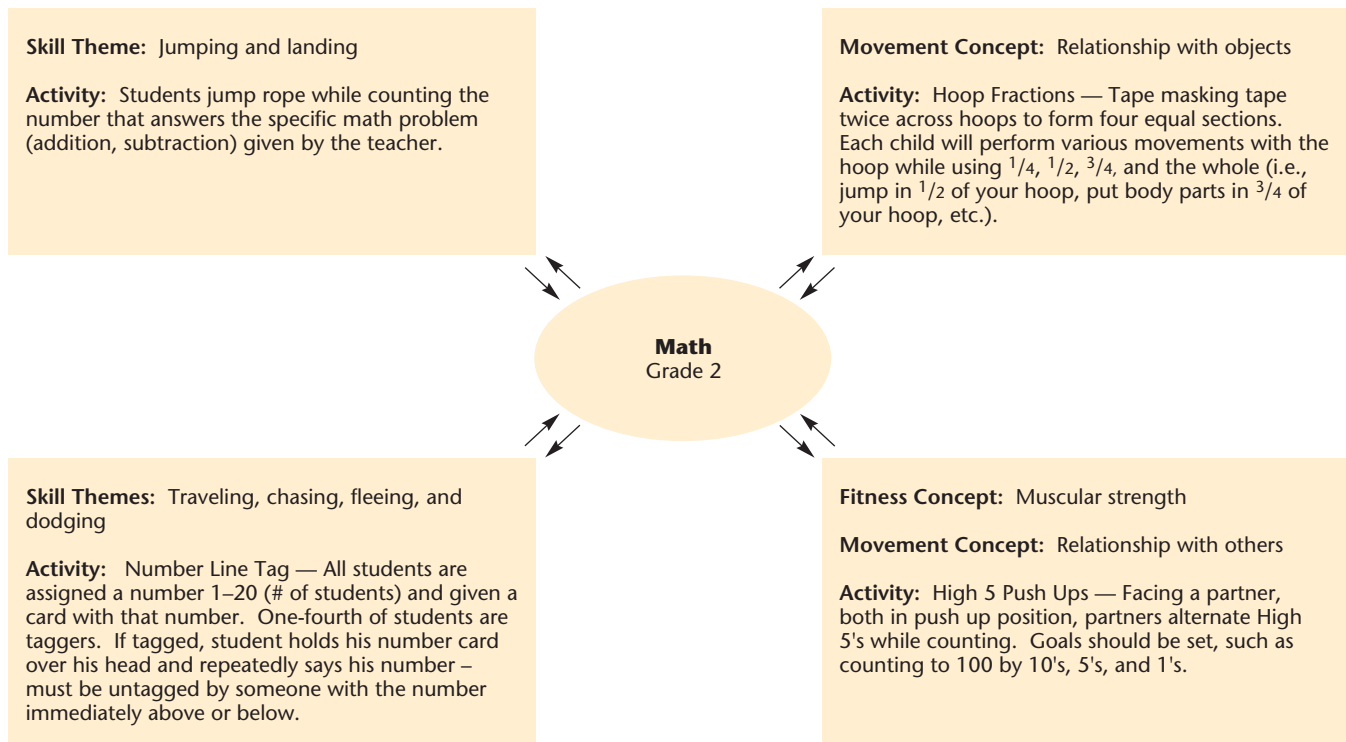 Skill Theme: Jumping and landing
Activity: Students jump rope while counting the
number that answers the specific math problem
(addition, subtraction) given by the teacher.
Movement Concept: Relationship with objects
Activity: Hoop Fractions — Tape masking tape
twice across hoops to form four equal sections.
Each child will perform various movements with the
hoop while using 1/4, 1/2, 3/4, and the whole (i.e.,
jump in 1/2 of your hoop, put body parts in 3/4 of
your hoop, etc.).
Math
Grade 2
Skill Themes: Traveling, chasing, fleeing, and
dodging
Activity: Number Line Tag — All students are
assigned a number 1–20 (# of students) and given a
card with that number. One-fourth of students are
taggers. If tagged, student holds his number card
over his head and repeatedly says his number –
must be untagged by someone with the number
immediately above or below.
Fitness Concept: Muscular strength
Movement Concept: Relationship with others
Activity: High 5 Push Ups — Facing a partner,
both in push up position, partners alternate High
5's while counting. Goals should be set, such as
counting to 100 by 10's, 5's, and 1's.